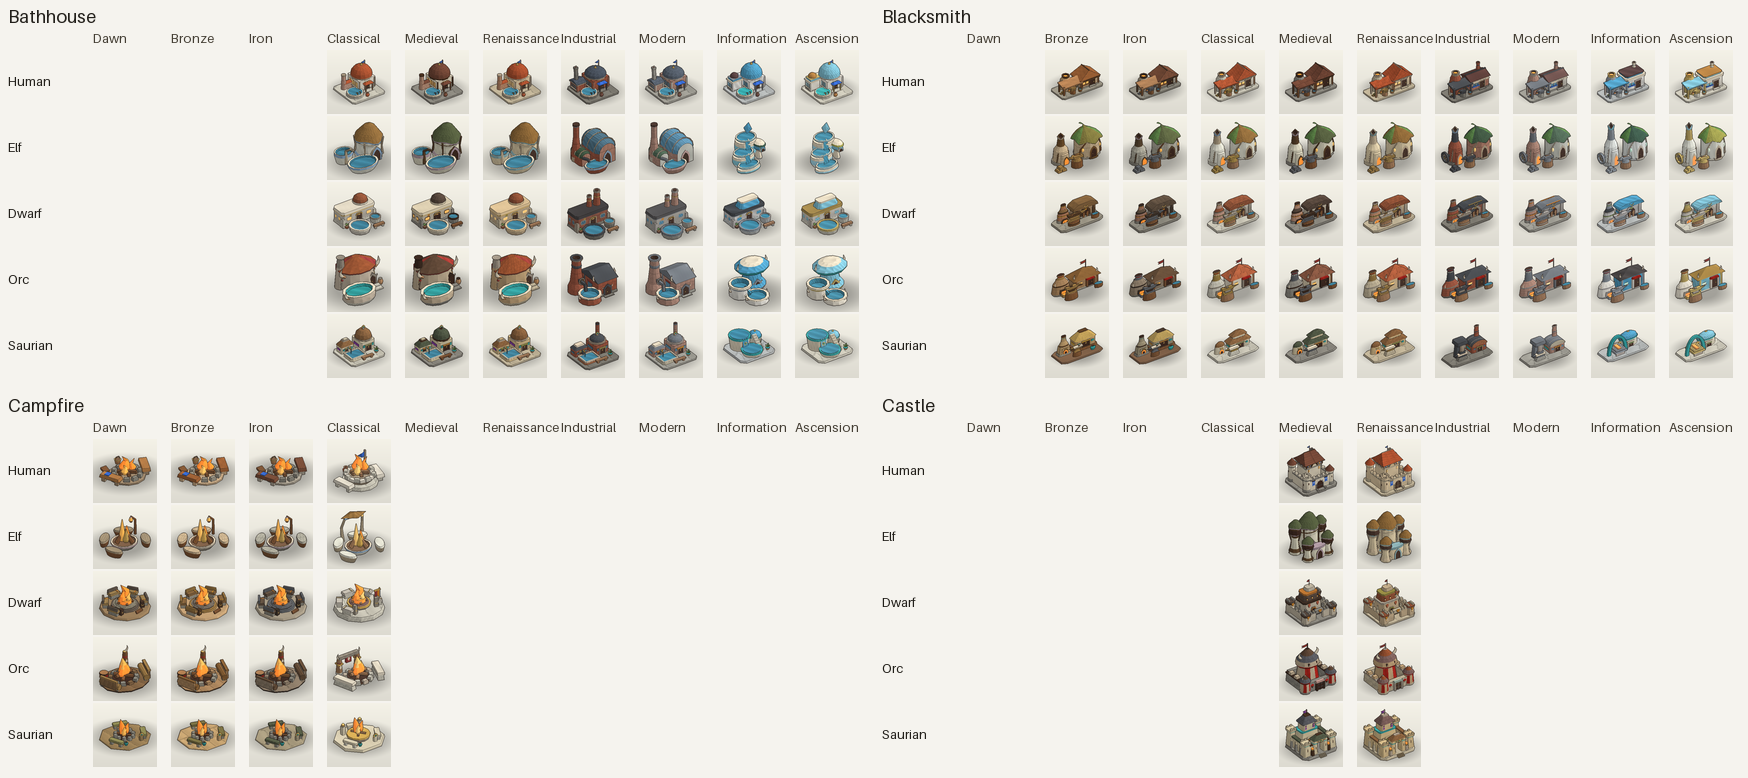 Bathhouse
Dawn Bronze Iron Classical Medieval Renaissance Industrial Modern Information Ascension
Human
Elf
Dwarf
Orc
Saurian
Blacksmith
Dawn Bronze Iron Classical Medieval Renaissance Industrial Modern Information Ascension
Human
Elf
Dwarf
Orc
Saurian
Campfire
Dawn Bronze Iron Classical Medieval Renaissance Industrial Modern Information Ascension
Human
Elf
Dwarf
Orc
Saurian
Castle
Dawn Bronze Iron Classical Medieval Renaissance Industrial Modern Information Ascension
Human
Elf
Dwarf
Orc
Saurian